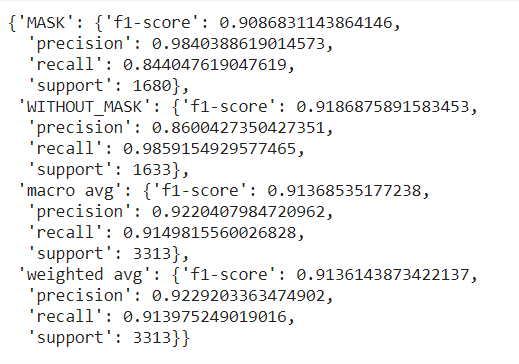 {'MASK': {'f1-score': 0.9086831143864146,
'precision': 0.9840388619014573,
'recall': 0.844047619047619,
'support': 1680},
'WITHOUT_MASK': {'f1-score': 0.9186875891583453,
'precision': 0.8600427350427351,
'recall': 0.9859154929577465,
'support': 1633},
'macro avg': {'f1-score': 0.91368535177238,
'precision': 0.9220407984720962,
'recall': 0.9149815560026828,
'support': 3313},
'weighted avg': {'f1-score': 0.9136143873422137,
'precision': 0.9229203363474902,
'recall': 0.913975249019016,
'support': 3313}}